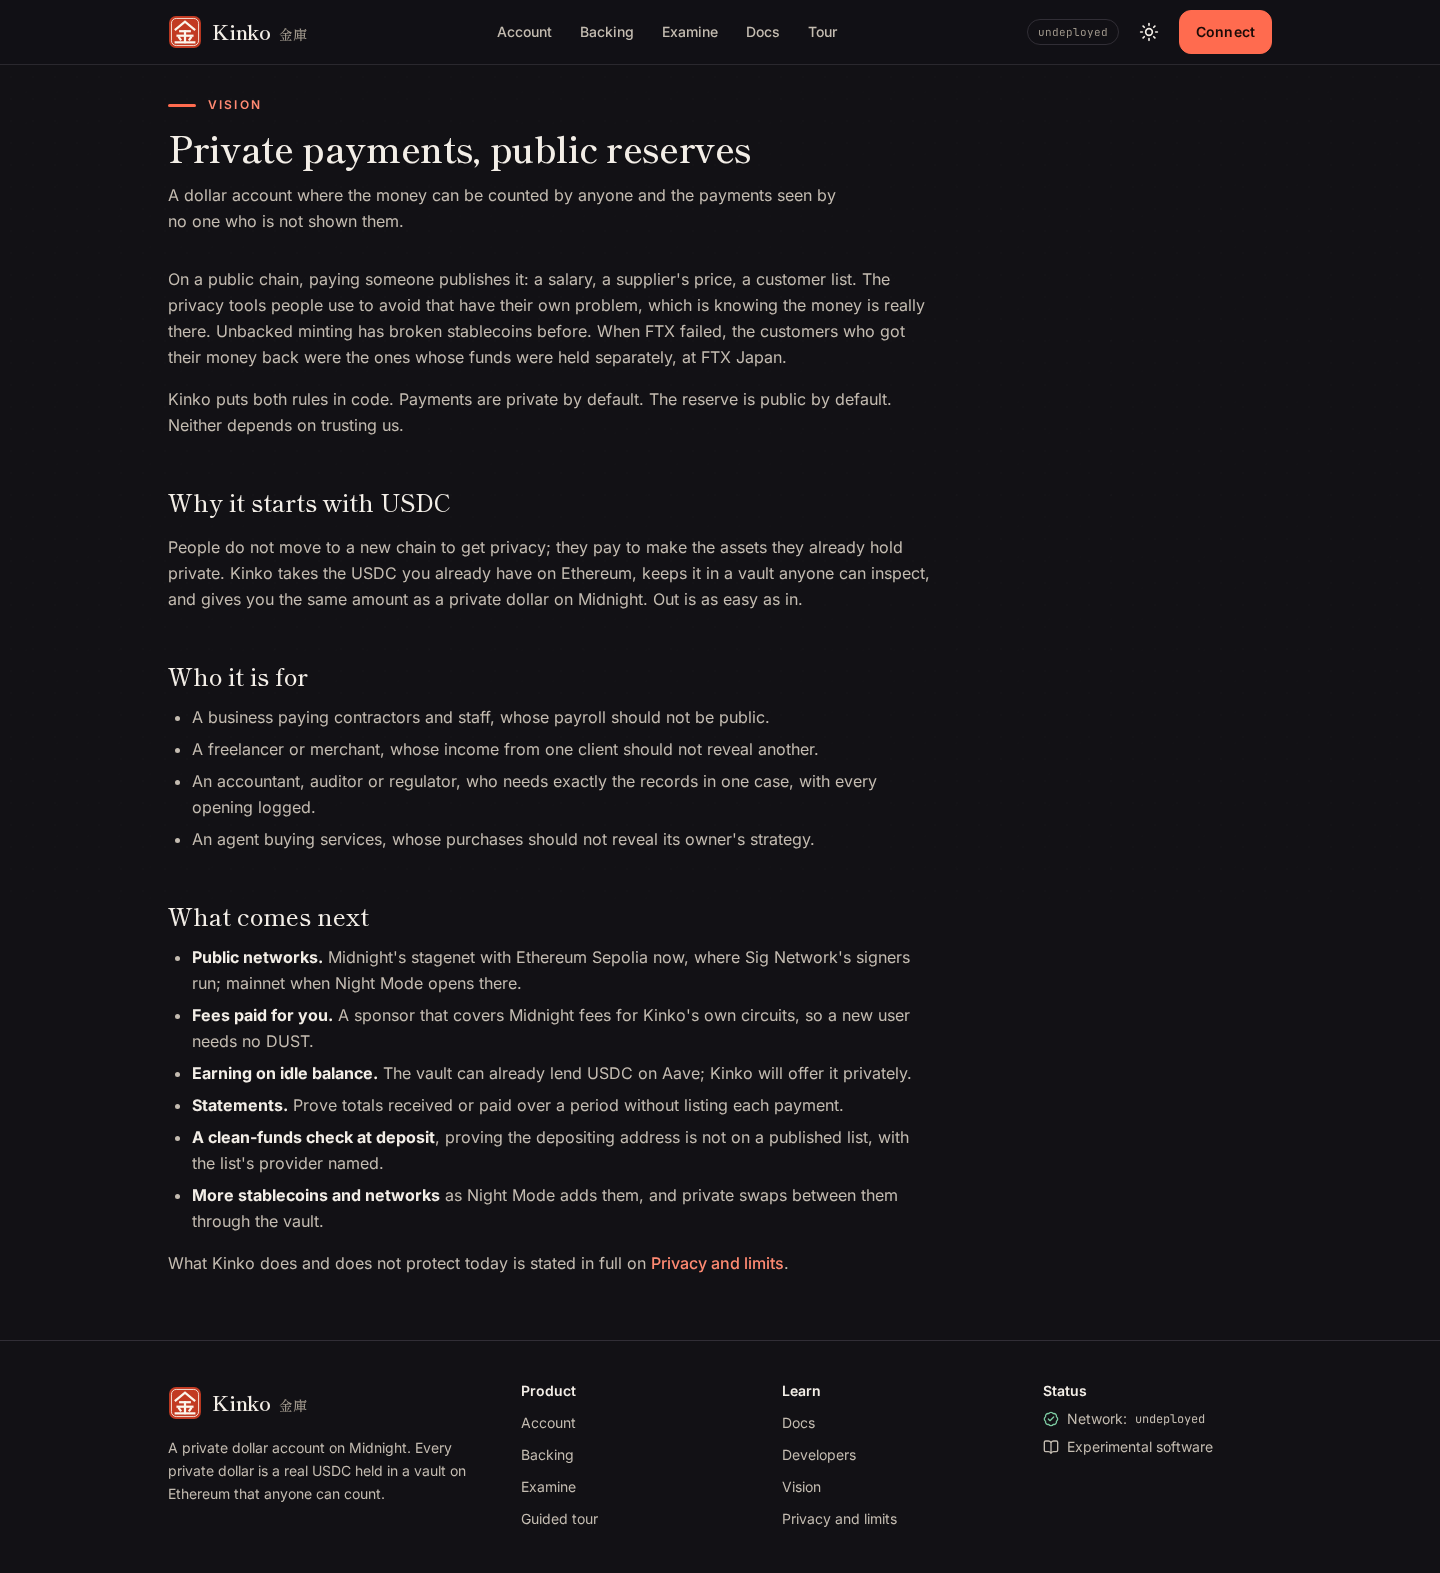 金 Kinko 金庫
Account Backing Examine Docs Tour
undeployed
Connect
VISION
Private payments, public reserves
A dollar account where the money can be counted by anyone and the payments seen by
no one who is not shown them.
On a public chain, paying someone publishes it: a salary, a supplier's price, a customer list. The
privacy tools people use to avoid that have their own problem, which is knowing the money is really
there. Unbacked minting has broken stablecoins before. When FTX failed, the customers who got
their money back were the ones whose funds were held separately, at FTX Japan.
Kinko puts both rules in code. Payments are private by default. The reserve is public by default.
Neither depends on trusting us.
Why it starts with USDC
People do not move to a new chain to get privacy; they pay to make the assets they already hold
private. Kinko takes the USDC you already have on Ethereum, keeps it in a vault anyone can inspect,
and gives you the same amount as a private dollar on Midnight. Out is as easy as in.
Who it is for
• A business paying contractors and staff, whose payroll should not be public.
• A freelancer or merchant, whose income from one client should not reveal another.
• An accountant, auditor or regulator, who needs exactly the records in one case, with every
opening logged.
• An agent buying services, whose purchases should not reveal its owner's strategy.
What comes next
• Public networks. Midnight's stagenet with Ethereum Sepolia now, where Sig Network's signers
run; mainnet when Night Mode opens there.
• Fees paid for you. A sponsor that covers Midnight fees for Kinko's own circuits, so a new user
needs no DUST.
• Earning on idle balance. The vault can already lend USDC on Aave; Kinko will offer it privately.
• Statements. Prove totals received or paid over a period without listing each payment.
• A clean-funds check at deposit, proving the depositing address is not on a published list, with
the list's provider named.
• More stablecoins and networks as Night Mode adds them, and private swaps between them
through the vault.
What Kinko does and does not protect today is stated in full on Privacy and limits.
金 Kinko 金庫
A private dollar account on Midnight. Every
private dollar is a real USDC held in a vault on
Ethereum that anyone can count.
Product
Account
Backing
Examine
Guided tour
Learn
Docs
Developers
Vision
Privacy and limits
Status
Network: undeployed
Experimental software